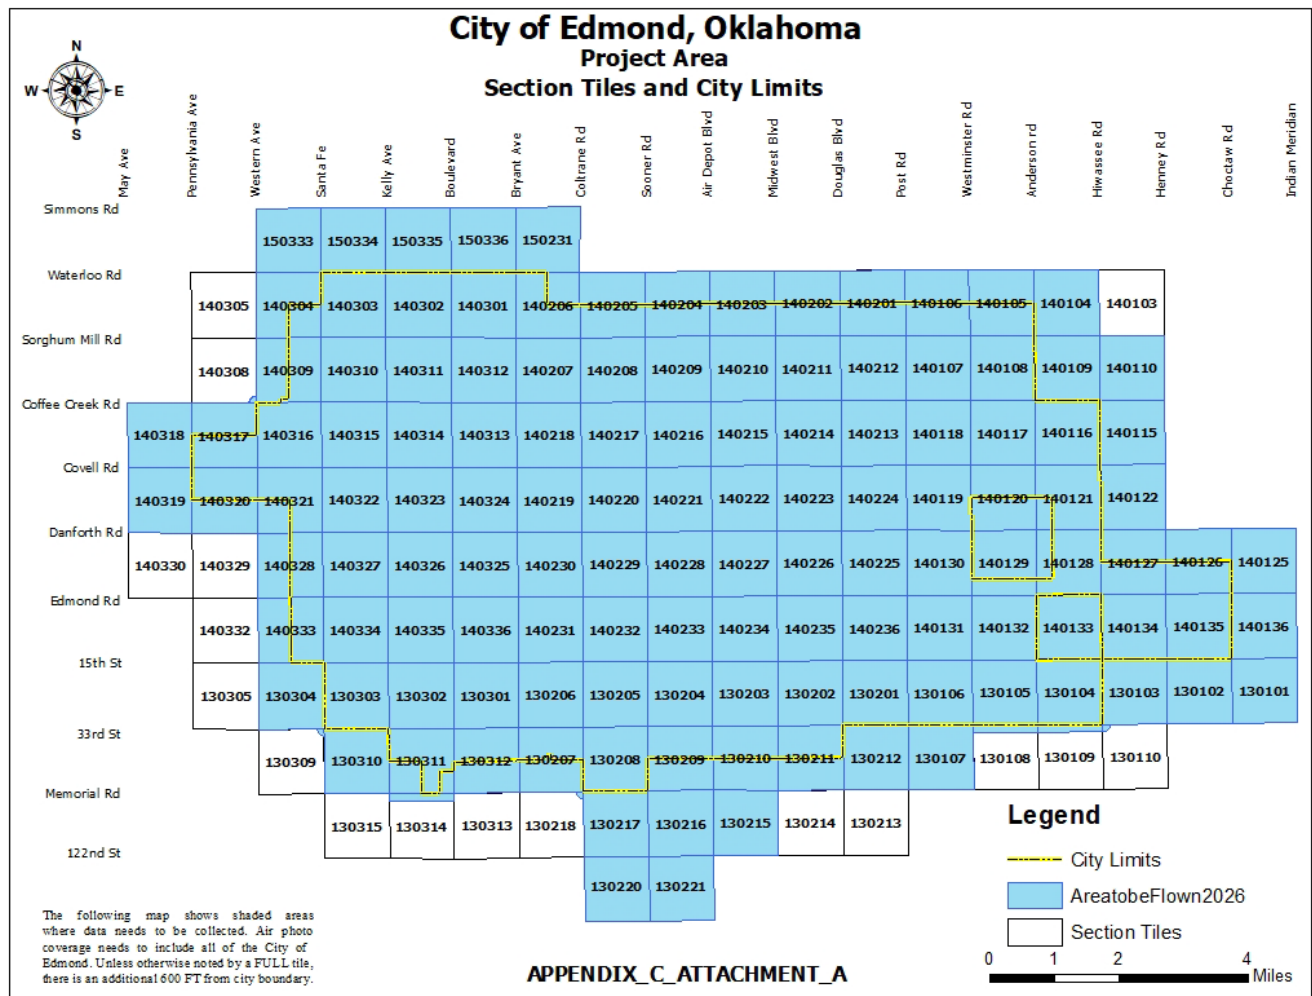 City of Edmond, Oklahoma
Project Area
Section Tiles and City Limits
N
W
E
S
May Ave
Pennsylvania Ave
Western Ave
Santa Fe
Kelly Ave
Boulevard
Bryant Ave
Coltrane Rd
Sooner Rd
Air Depot Blvd
Midwest Blvd
Douglas Blvd
Post Rd
Westminster Rd
Anderson rd
Hiwassee Rd
Henney Rd
Choctaw Rd
Indian Meridian
Simmons Rd
150333 150334 150335 150336 150231
Waterloo Rd
140305 140304 140303 140302 140301 140206 140205 140204 140203 140202 140201 140106 140105 140104 140103
Sorghum Mill Rd
140308 140309 140310 140311 140312 140207 140208 140209 140210 140211 140212 140107 140108 140109 140110
Coffee Creek Rd
140318 140317 140316 140315 140314 140313 140218 140217 140216 140215 140214 140213 140118 140117 140116 140115
Covell Rd
140319 140320 140321 140322 140323 140324 140219 140220 140221 140222 140223 140224 140119 140120 140121 140122
Danforth Rd
140330 140329 140328 140327 140326 140325 140230 140229 140228 140227 140226 140225 140130 140129 140128 140127 140126 140125
Edmond Rd
140332 140333 140334 140335 140336 140231 140232 140233 140234 140235 140236 140131 140132 140133 140134 140135 140136
15th St
130305 130304 130303 130302 130301 130206 130205 130204 130203 130202 130201 130106 130105 130104 130103 130102 130101
33rd St
130309 130310 130311 130312 130207 130208 130209 130210 130211 130212 130107 130108 130109 130110
Memorial Rd
130315 130314 130313 130218 130217 130216 130215 130214 130213
122nd St
130220 130221
Legend
City Limits
AreatobeFlown2026
Section Tiles
0 1 2 4
Miles
The following map shows shaded areas
where data needs to be collected. Air photo
coverage needs to include all of the City of
Edmond. Unless otherwise noted by a FULL tile,
there is an additional 600 FT from city boundary.
APPENDIX_C_ATTACHMENT_A